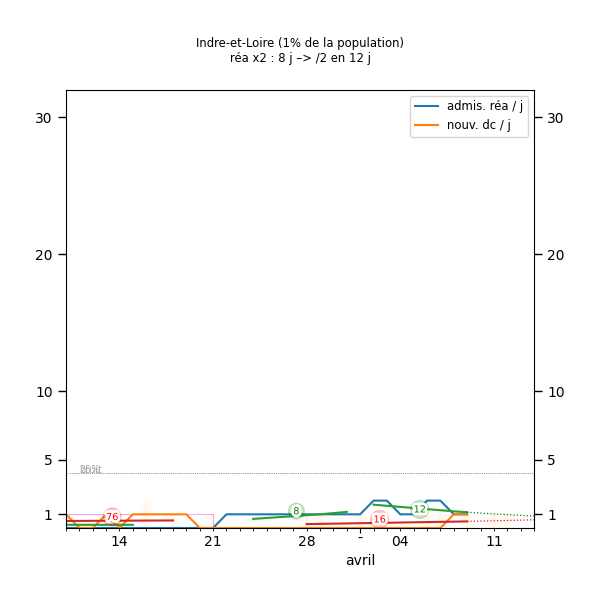 Indre-et-Loire (1% de la population)
réa x2 : 8 j –> /2 en 12 j
admis. réa / j
nouv. dc / j
30 30
20 20
10 10
5 5
1 1
76
8
16
12
14 21 28 - 04 11
avril